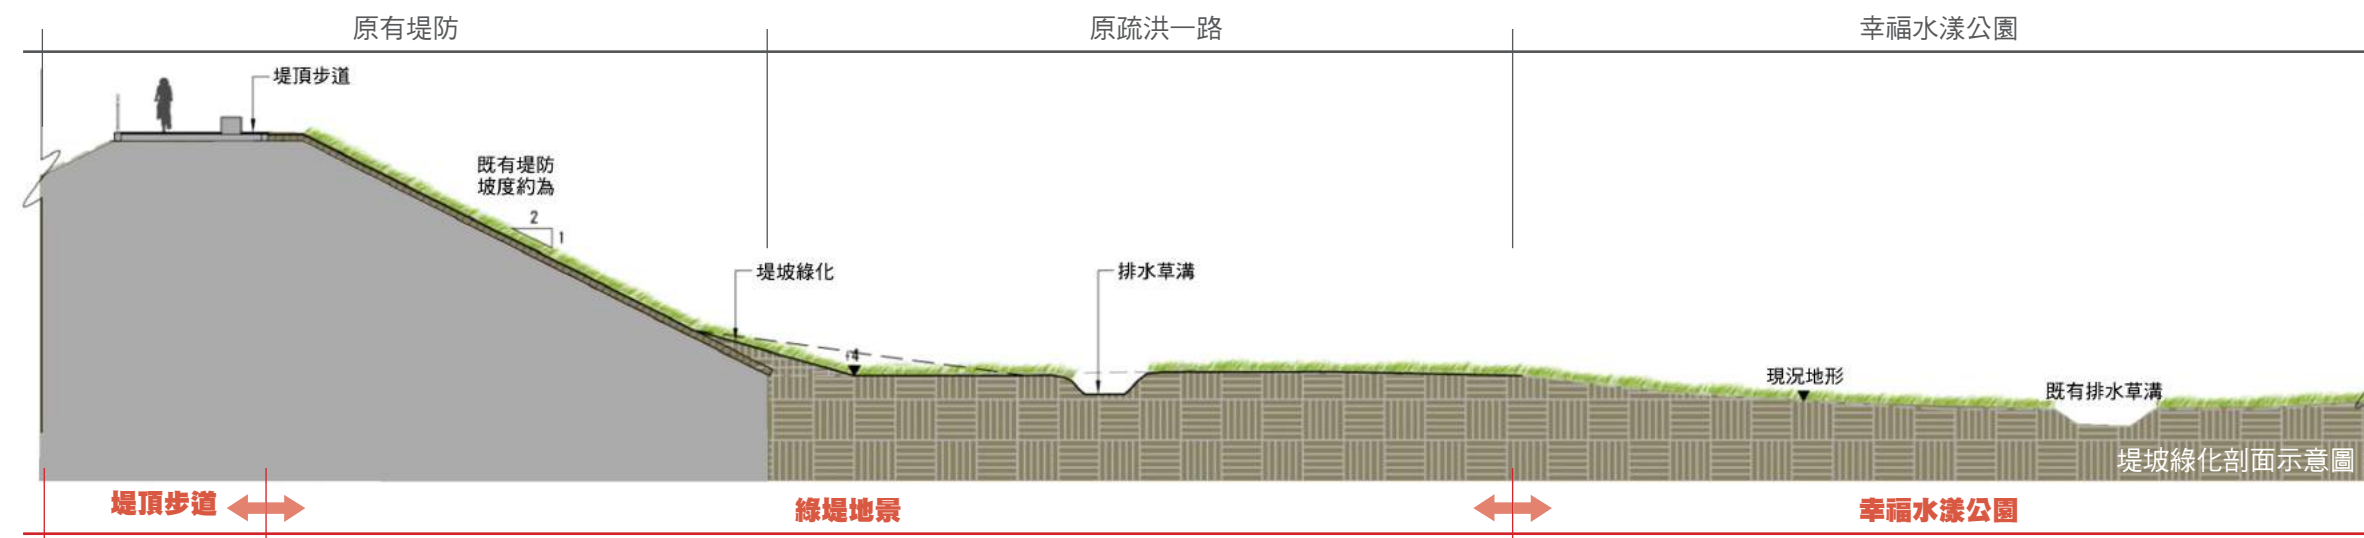 原有堤防
原疏洪一路
幸福水漾公園
堤頂步道
既有堤防
坡度約為
2
1
堤坡綠化
排水草溝
現況地形
既有排水草溝
堤坡綠化剖面示意圖
堤頂步道
綠堤地景
幸福水漾公園